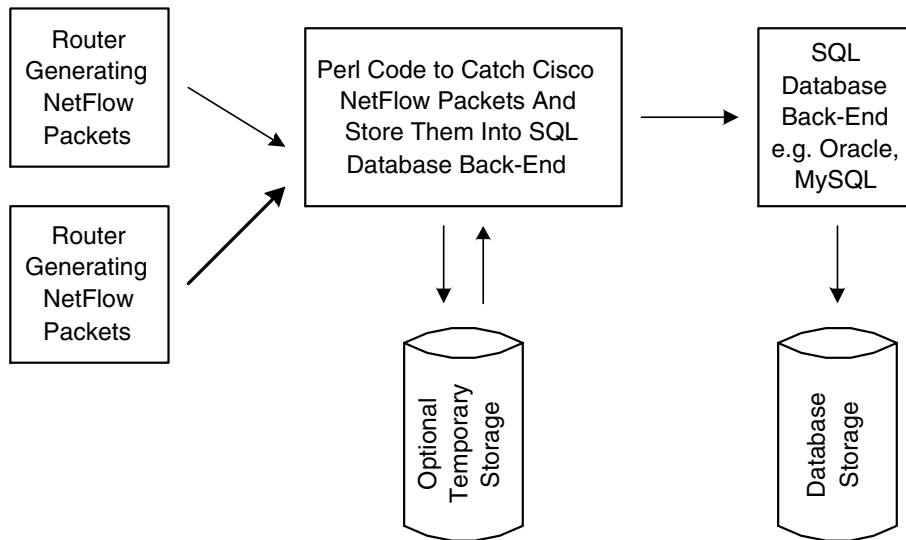 Router
Generating
NetFlow
Packets
Perl Code to Catch Cisco
NetFlow Packets And
Store Them Into SQL
Database Back-End
SQL
Database
Back-End
e.g. Oracle,
MySQL
Router
Generating
NetFlow
Packets
Optional
Temporary
Storage
Database
Storage